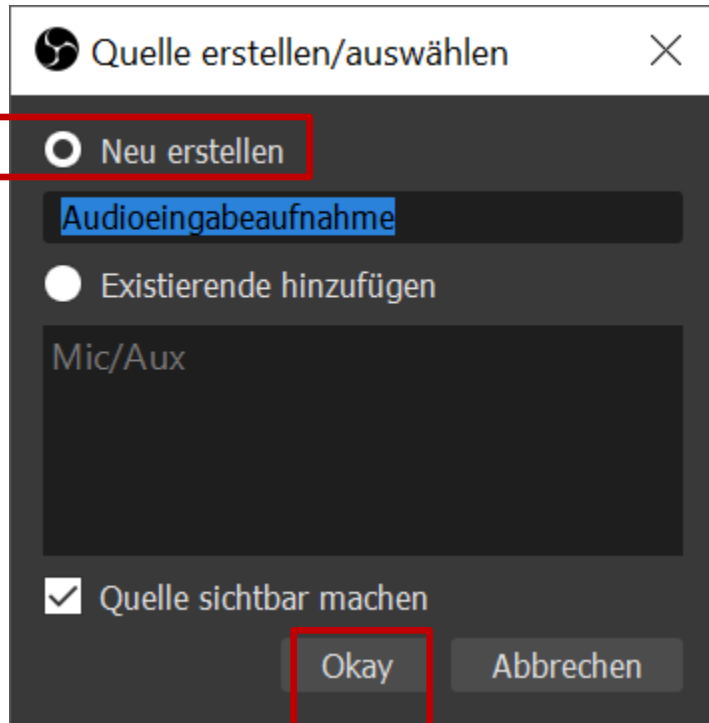 Quelle erstellen/auswählen
Neu erstellen
Audioeingabeaufnahme
Existierende hinzufügen
Mic/Aux
Quelle sichtbar machen
Okay Abbrechen